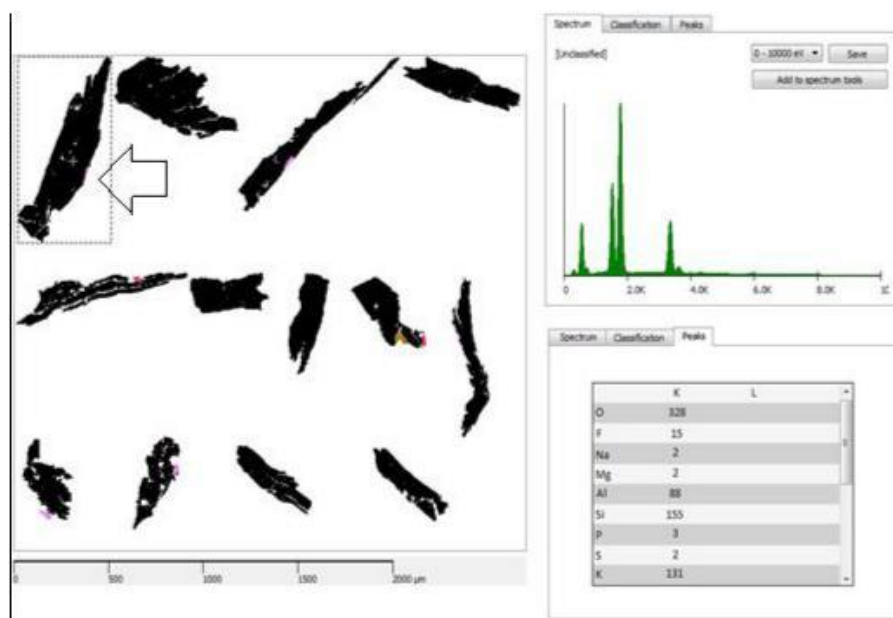 Spectrum Classification Peaks
[Unclassified] 0 - 10000 eV Save
Add to spectrum tools
0 2.0K 4.0K 6.0K 8.0K 1C
0 500 1000 1500 2000 µm
Spectrum Classification Peaks
K L
O 328
F 15
Na 2
Mg 2
Al 88
Si 155
P 3
S 2
K 131